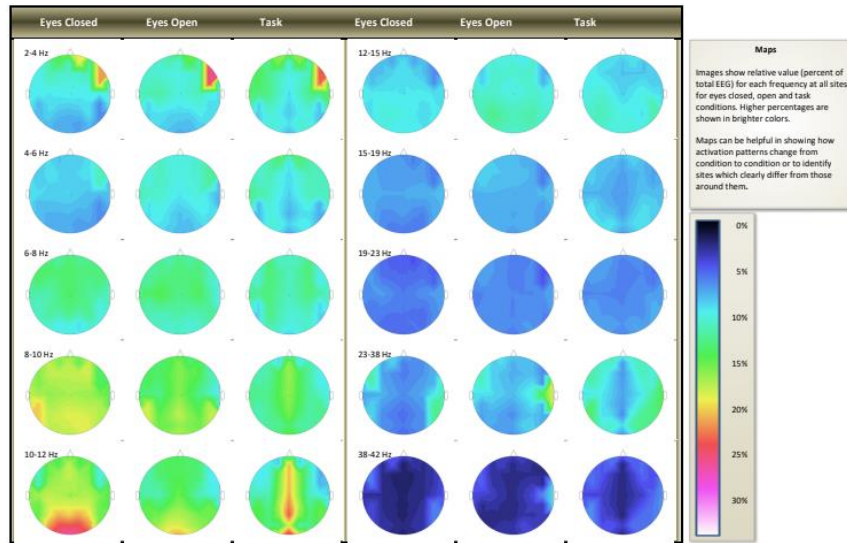 Eyes Closed Eyes Open Task Eyes Closed Eyes Open Task
2-4 Hz 12-15 Hz
4-6 Hz 15-19 Hz
6-8 Hz 19-23 Hz
8-10 Hz 23-38 Hz
10-12 Hz 38-42 Hz
Maps
Images show relative value (percent of
total EEG) for each frequency at all sites
for eyes closed, open and task
conditions. Higher percentages are
shown in brighter colors.
Maps can be helpful in showing how
activation patterns change from
condition to condition or to identify
sites which clearly differ from those
around them.
0%
5%
10%
15%
20%
25%
30%